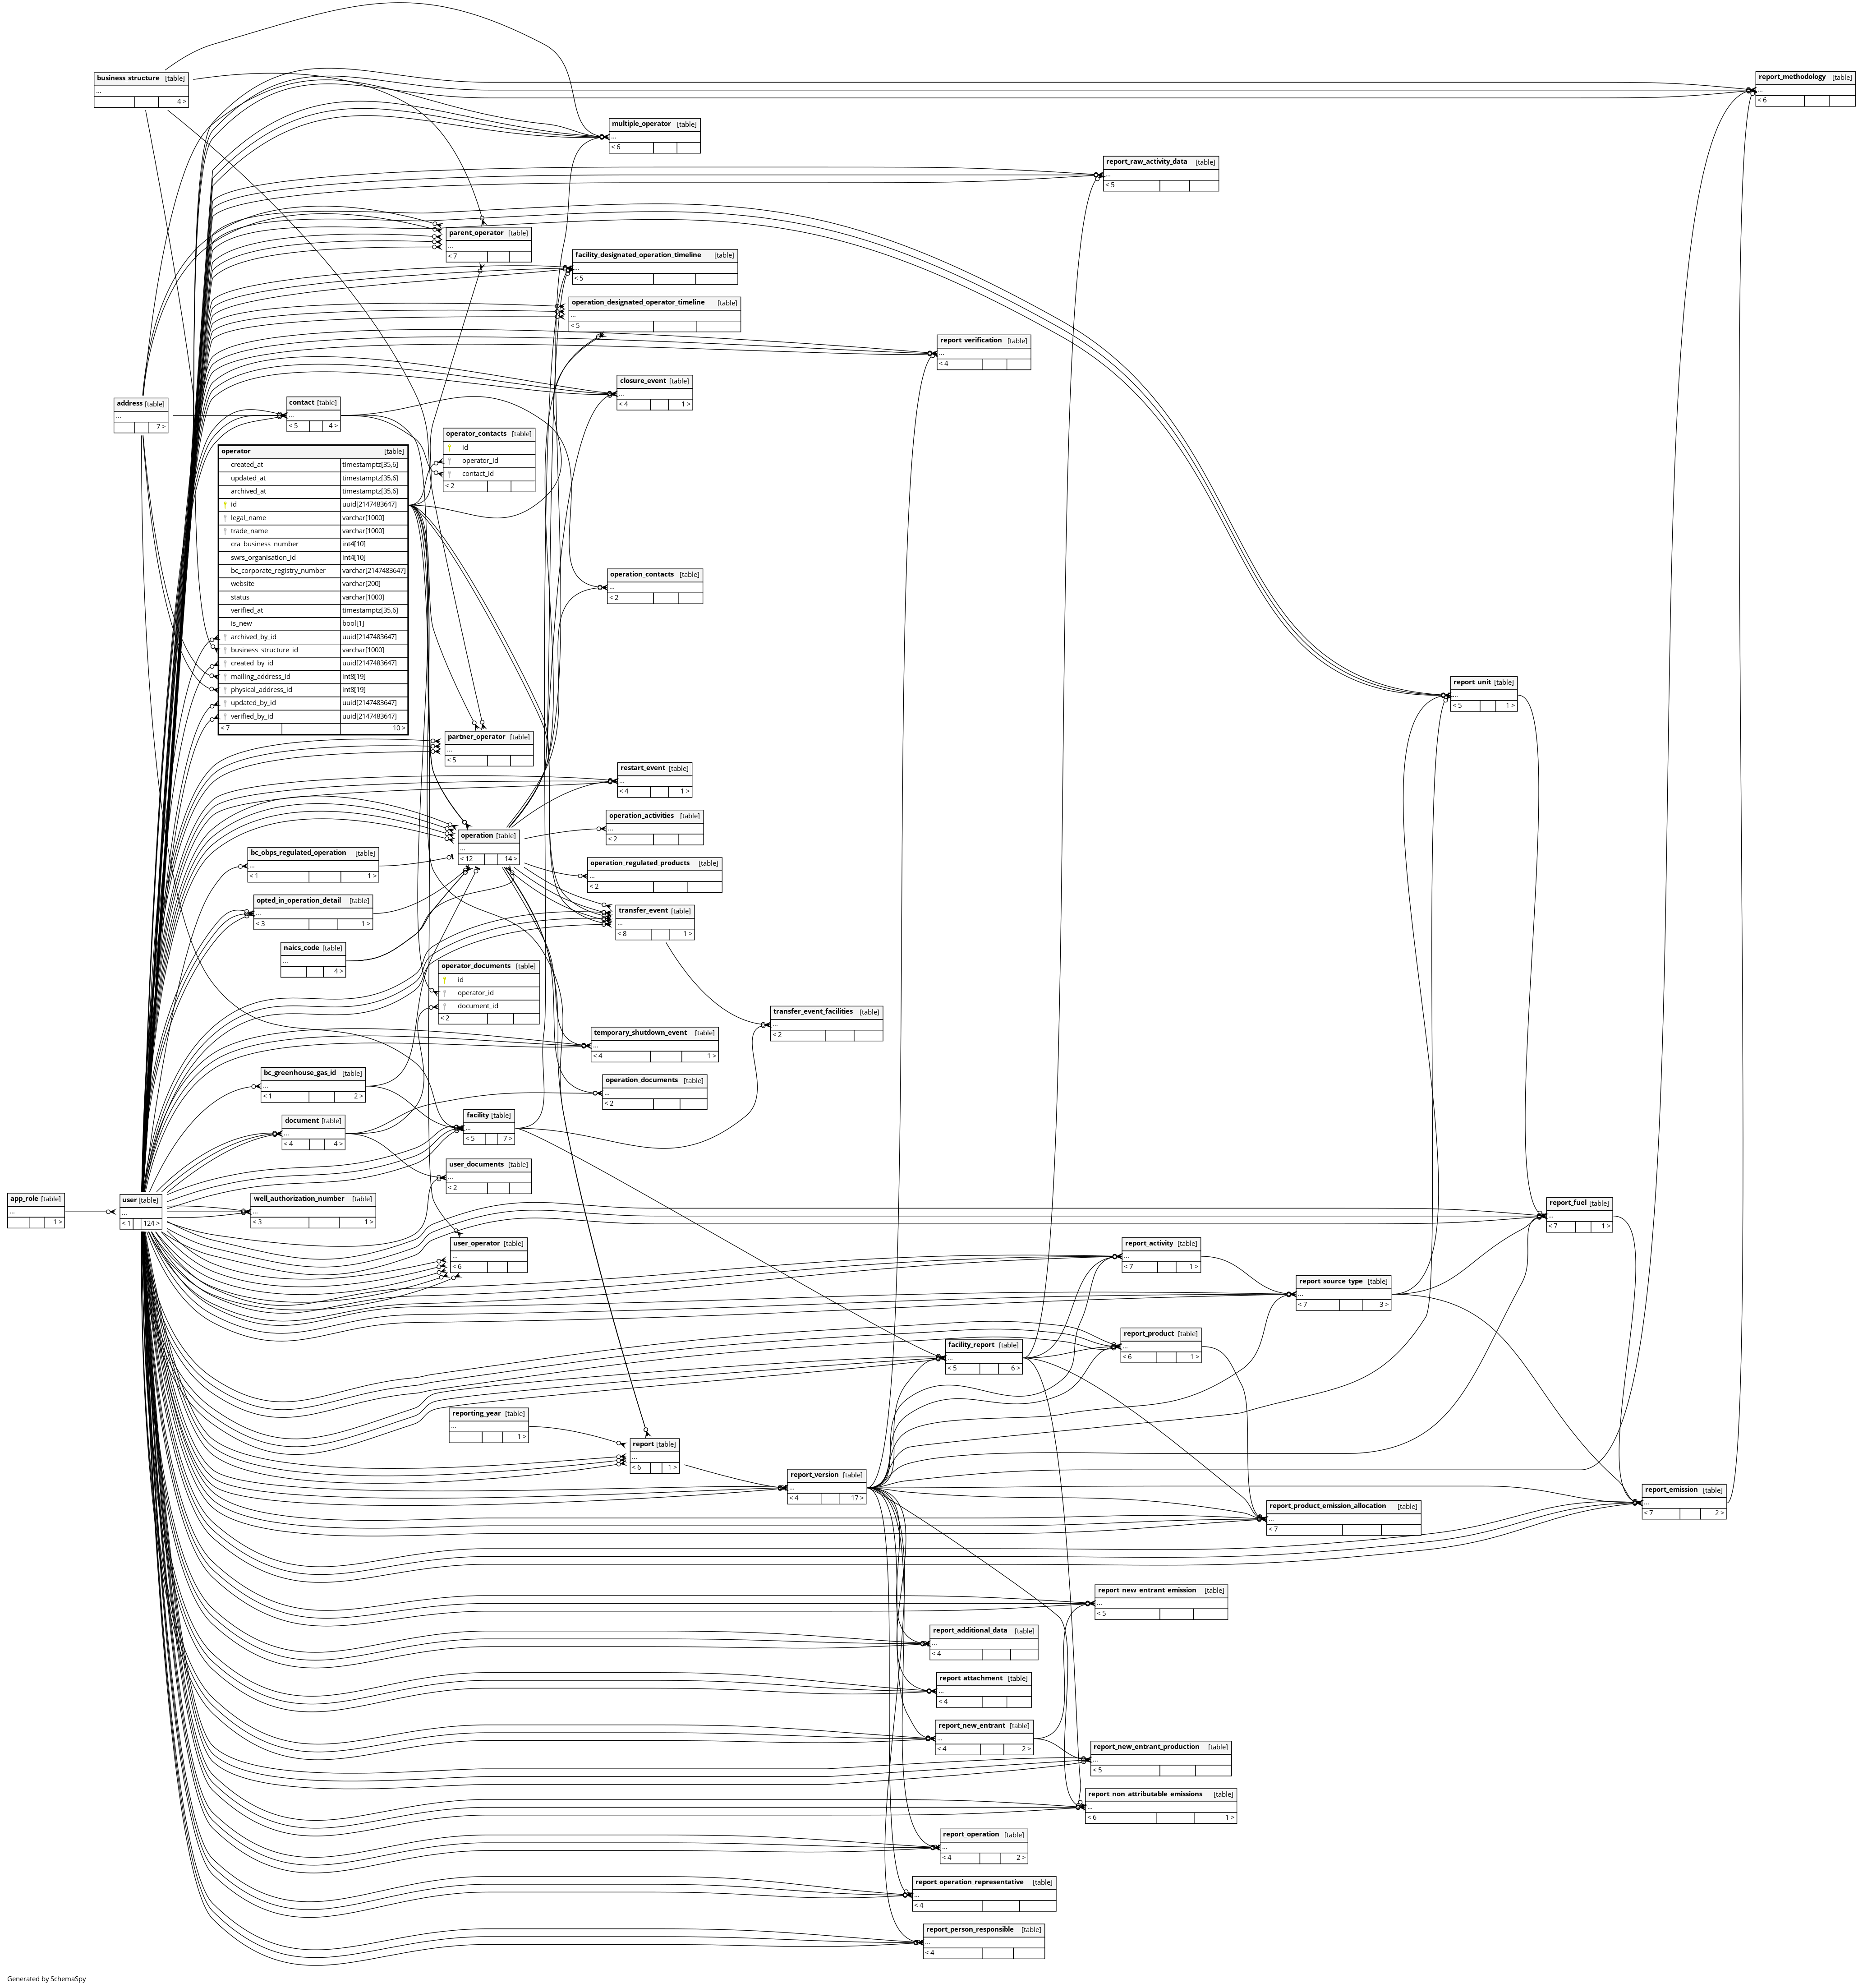 business_structure [table]
...
4 >
report_methodology [table]
...
< 6
multiple_operator [table]
...
< 6
report_raw_activity_data [table]
...
< 5
parent_operator [table]
...
< 7
facility_designated_operation_timeline [table]
...
< 5
operation_designated_operator_timeline [table]
...
< 5
report_verification [table]
...
< 4
closure_event [table]
...
< 4 1 >
address [table]
...
7 >
contact [table]
...
< 5 4 >
operator_contacts [table]
id
operator_id
contact_id
< 2
operator [table]
created_at timestamptz[35,6]
updated_at timestamptz[35,6]
archived_at timestamptz[35,6]
id uuid[2147483647]
legal_name varchar[1000]
trade_name varchar[1000]
cra_business_number int4[10]
swrs_organisation_id int4[10]
bc_corporate_registry_number varchar[2147483647]
website varchar[200]
status varchar[1000]
verified_at timestamptz[35,6]
is_new bool[1]
archived_by_id uuid[2147483647]
business_structure_id varchar[1000]
created_by_id uuid[2147483647]
mailing_address_id int8[19]
physical_address_id int8[19]
updated_by_id uuid[2147483647]
verified_by_id uuid[2147483647]
< 7 10 >
operation_contacts [table]
...
< 2
report_unit [table]
...
< 5 1 >
partner_operator [table]
...
< 5
restart_event [table]
...
< 4 1 >
operation_activities [table]
...
< 2
operation [table]
...
< 12 14 >
bc_obps_regulated_operation [table]
...
< 1 1 >
operation_regulated_products [table]
...
< 2
opted_in_operation_detail [table]
...
< 3 1 >
transfer_event [table]
...
< 8 1 >
naics_code [table]
...
4 >
operator_documents [table]
id
operator_id
document_id
< 2
transfer_event_facilities [table]
...
< 2
temporary_shutdown_event [table]
...
< 4 1 >
bc_greenhouse_gas_id [table]
...
< 1 2 >
operation_documents [table]
...
< 2
document [table]
...
< 4 4 >
facility [table]
...
< 5 7 >
user_documents [table]
...
< 2
app_role [table]
...
1 >
user [table]
...
< 1 124 >
well_authorization_number [table]
...
< 3 1 >
report_fuel [table]
...
< 7 1 >
user_operator [table]
...
< 6
report_activity [table]
...
< 7 1 >
report_source_type [table]
...
< 7 3 >
report_product [table]
...
< 6 1 >
facility_report [table]
...
< 5 6 >
reporting_year [table]
...
1 >
report [table]
...
< 6 1 >
report_version [table]
...
< 4 17 >
report_emission [table]
...
< 7 2 >
report_product_emission_allocation [table]
...
< 7
report_new_entrant_emission [table]
...
< 5
report_additional_data [table]
...
< 4
report_attachment [table]
...
< 4
report_new_entrant [table]
...
< 4 2 >
report_new_entrant_production [table]
...
< 5
report_non_attributable_emissions [table]
...
< 6 1 >
report_operation [table]
...
< 4 2 >
report_operation_representative [table]
...
< 4
report_person_responsible [table]
...
< 4
Generated by SchemaSpy